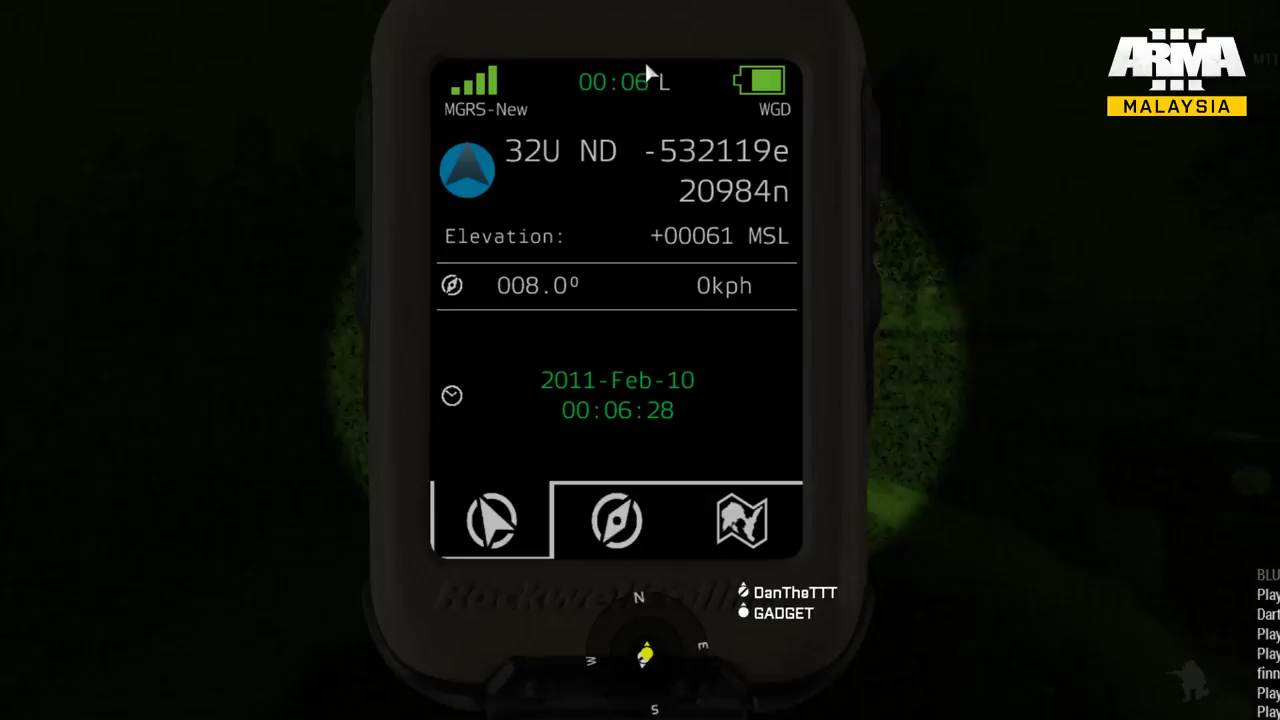 ARMA
III
MALAYSIA
00:06 L
MGRS-New
WGD
32U ND -532119e
20984n
Elevation: +00061 MSL
008.0º 0kph
2011-Feb-10
00:06:28
DanTheTTT
GADGET
N
E
W
S
BLU
Play
Dart
Play
Play
finn
Play
Play